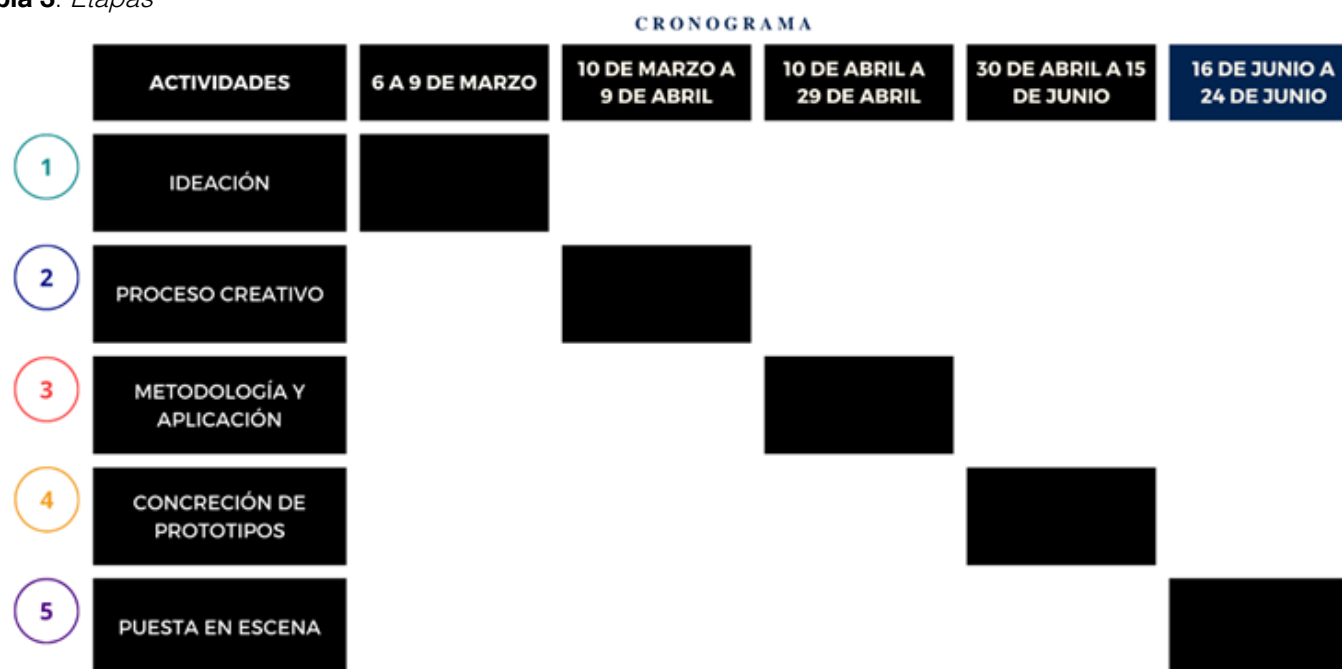 Etapas
CRONOGRAMA
ACTIVIDADES
6 A 9 DE MARZO
10 DE MARZO A
9 DE ABRIL
10 DE ABRIL A
29 DE ABRIL
30 DE ABRIL A 15
DE JUNIO
16 DE JUNIO A
24 DE JUNIO
1
IDEACIÓN
2
PROCESO CREATIVO
3
METODOLOGÍA Y
APLICACIÓN
4
CONCRECIÓN DE
PROTOTIPOS
5
PUESTA EN ESCENA